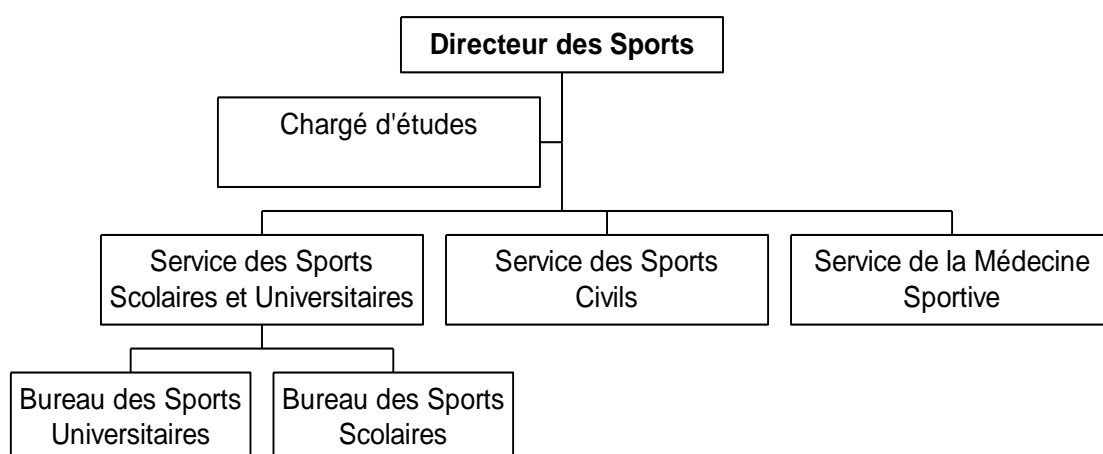 Directeur des Sports
Chargé d'études
Service des Sports
Scolaires et Universitaires
Service des Sports
Civils
Service de la Médecine
Sportive
Bureau des Sports
Universitaires
Bureau des Sports
Scolaires